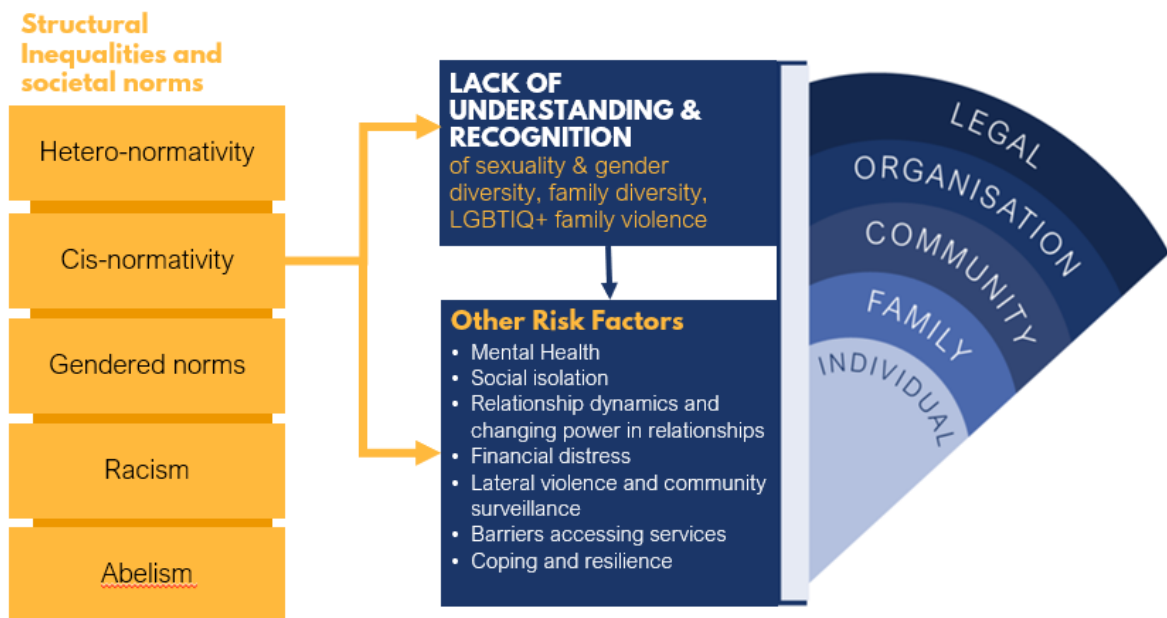 Structural
Inequalities and
societal norms
Hetero-normativity
Cis-normativity
Gendered norms
Racism
Abelism
LACK OF
UNDERSTANDING &
RECOGNITION
of sexuality & gender
diversity, family diversity,
LGBTIQ+ family violence
Other Risk Factors
• Mental Health
• Social isolation
• Relationship dynamics and
changing power in relationships
• Financial distress
• Lateral violence and community
surveillance
• Barriers accessing services
• Coping and resilience
LEGAL
ORGANISATION
COMMUNITY
FAMILY
INDIVIDUAL